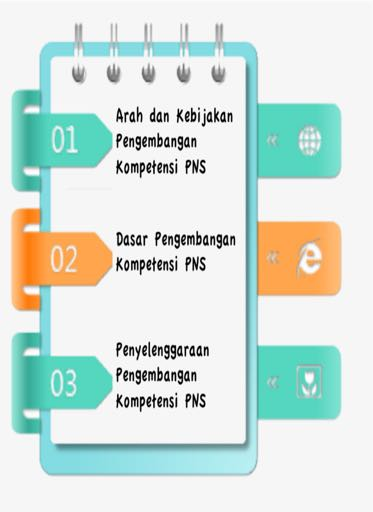 01
Arah dan Kebijakan
Pengembangan
Kompetensi PNS
02
Dasar Pengembangan
Kompetensi PNS
03
Penyelenggaraan
Pengembangan
Kompetensi PNS